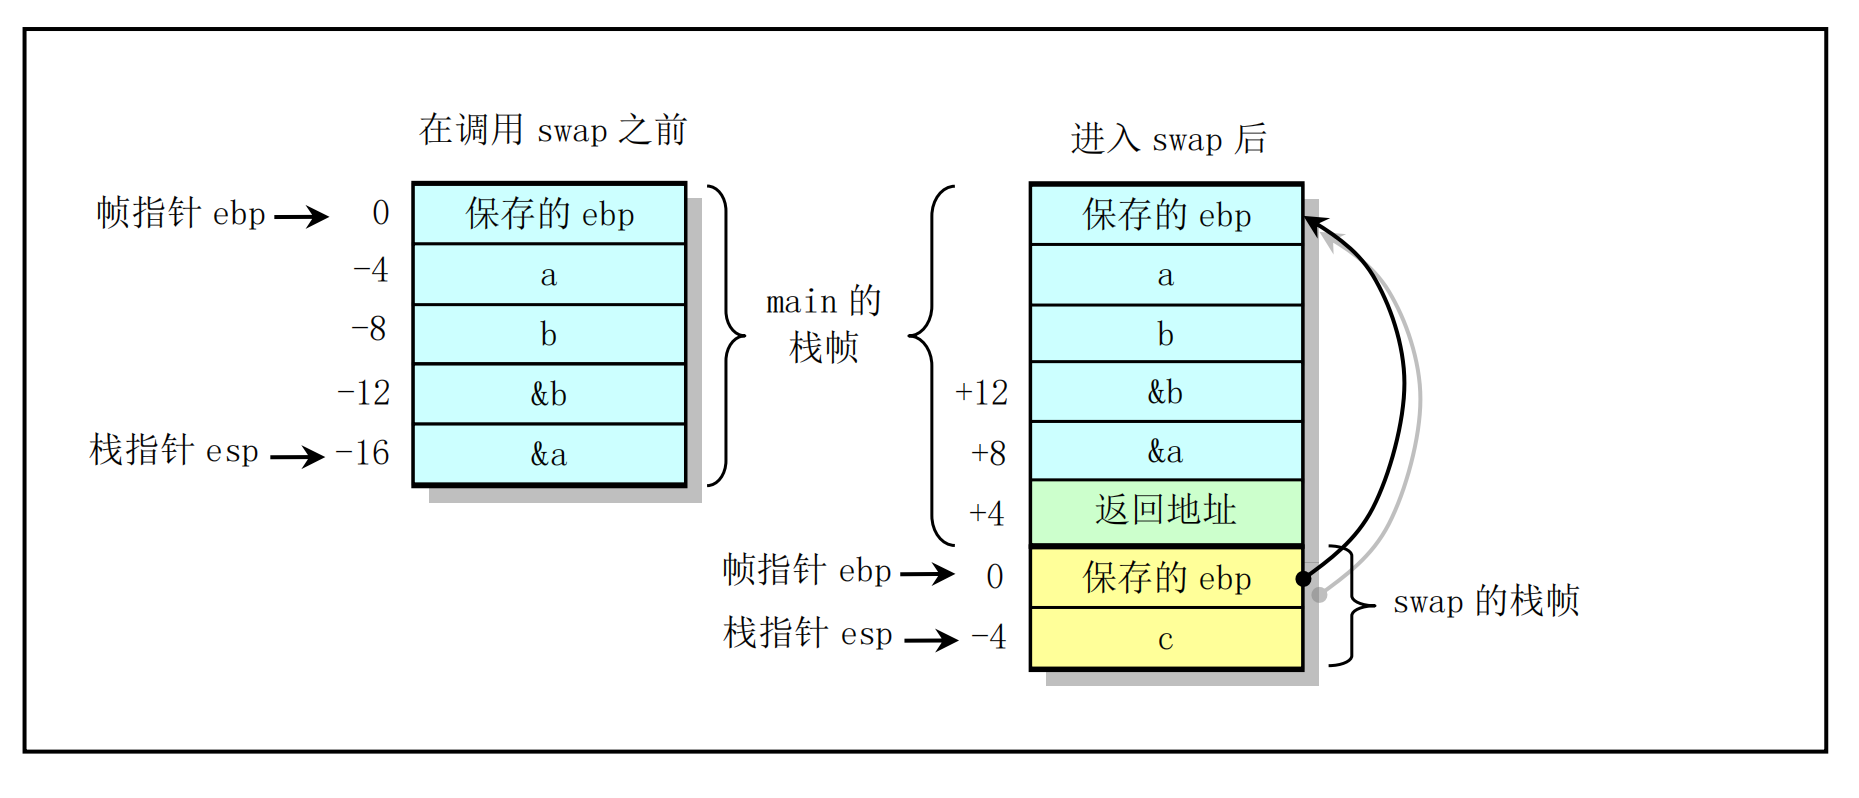 在调用 swap 之前
帧指针 ebp
0
保存的 ebp
-4
a
-8
b
-12
&b
栈指针 esp
-16
&a
main 的
栈帧
进入 swap 后
保存的 ebp
a
b
+12
&b
+8
&a
+4
返回地址
帧指针 ebp
0
保存的 ebp
栈指针 esp
-4
c
swap 的栈帧